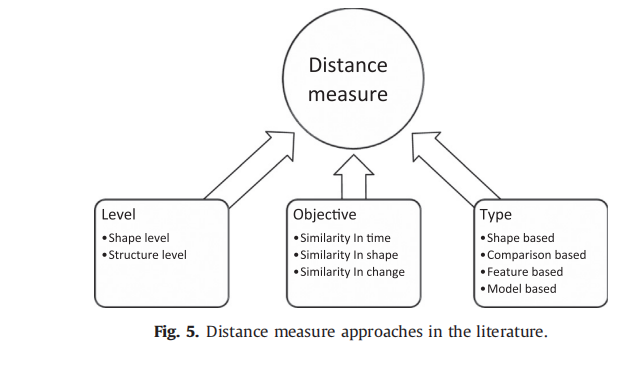 Distance
measure
Level
•Shape level
•Structure level
Objective
•Similarity In time
•Similarity In shape
•Similarity In change
Type
•Shape based
•Comparison based
•Feature based
•Model based
Fig. 5. Distance measure approaches in the literature.